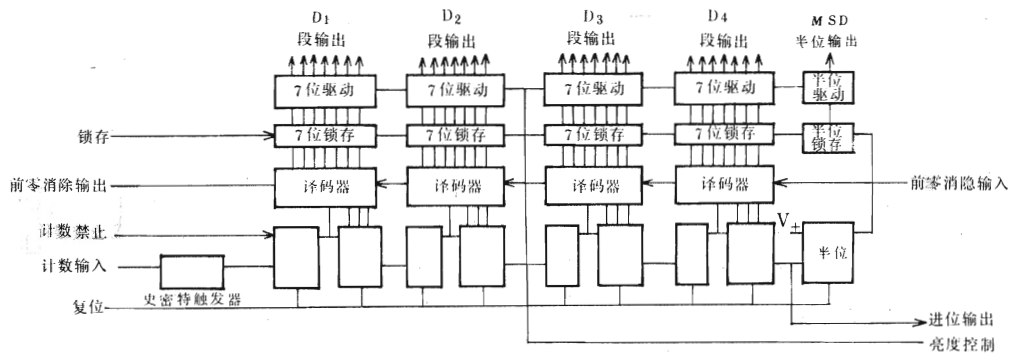 D1
D2
D3
D4
MSD
段输出
段输出
段输出
段输出
半位输出
7位驱动
7位驱动
7位驱动
7位驱动
半位
驱动
锁存
7位锁存
7位锁存
7位锁存
7位锁存
半位
锁存
前零消除输出
译码器
译码器
译码器
译码器
前零消隐输入
计数禁止
V+
半位
计数输入
史密特触发器
复位
进位输出
亮度控制